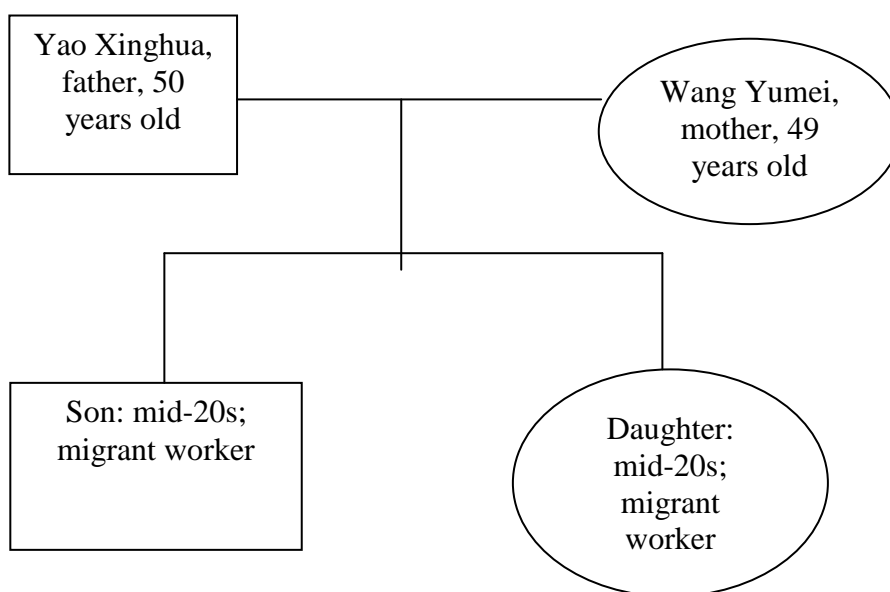 Yao Xinghua,
father, 50
years old
Wang Yumei,
mother, 49
years old
Son: mid-20s;
migrant worker
Daughter:
mid-20s;
migrant
worker